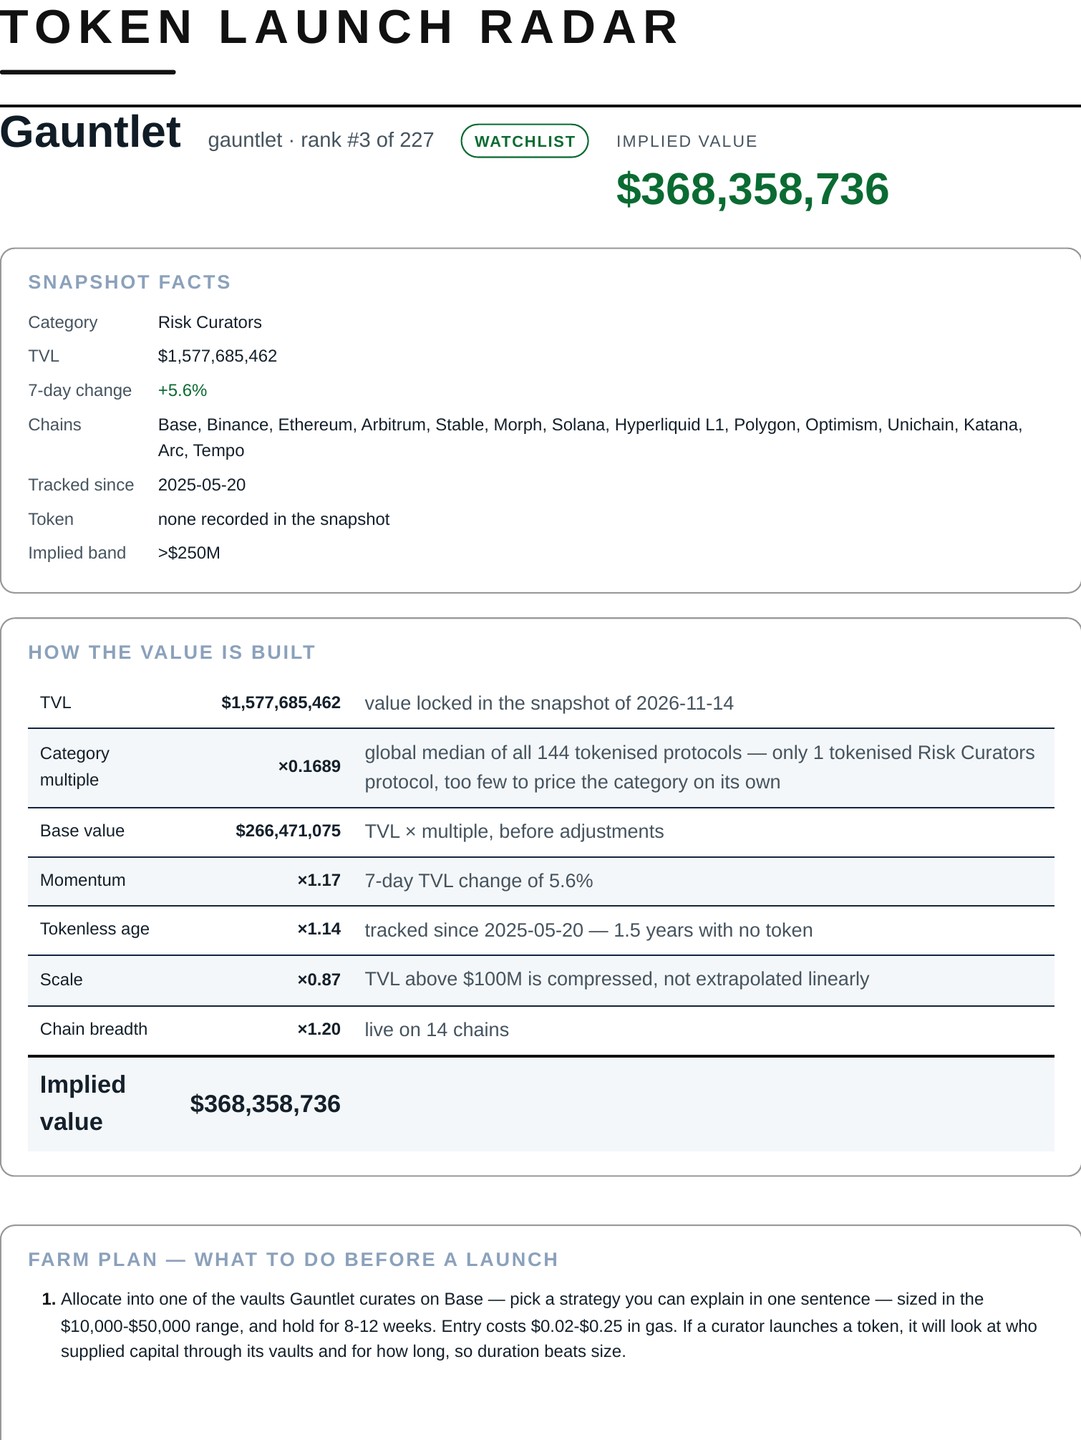 TOKEN LAUNCH RADAR
Gauntlet gauntlet · rank #3 of 227 WATCHLIST IMPLIED VALUE
$368,358,736
SNAPSHOT FACTS
Category Risk Curators
TVL $1,577,685,462
7-day change +5.6%
Chains Base, Binance, Ethereum, Arbitrum, Stable, Morph, Solana, Hyperliquid L1, Polygon, Optimism, Unichain, Katana,
Arc, Tempo
Tracked since 2025-05-20
Token none recorded in the snapshot
Implied band >$250M
HOW THE VALUE IS BUILT
TVL $1,577,685,462 value locked in the snapshot of 2026-11-14
Category multiple ×0.1689 global median of all 144 tokenised protocols — only 1 tokenised Risk Curators
protocol, too few to price the category on its own
Base value $266,471,075 TVL × multiple, before adjustments
Momentum ×1.17 7-day TVL change of 5.6%
Tokenless age ×1.14 tracked since 2025-05-20 — 1.5 years with no token
Scale ×0.87 TVL above $100M is compressed, not extrapolated linearly
Chain breadth ×1.20 live on 14 chains
Implied value $368,358,736
FARM PLAN — WHAT TO DO BEFORE A LAUNCH
1. Allocate into one of the vaults Gauntlet curates on Base — pick a strategy you can explain in one sentence — sized in the
$10,000-$50,000 range, and hold for 8-12 weeks. Entry costs $0.02-$0.25 in gas. If a curator launches a token, it will look at who
supplied capital through its vaults and for how long, so duration beats size.